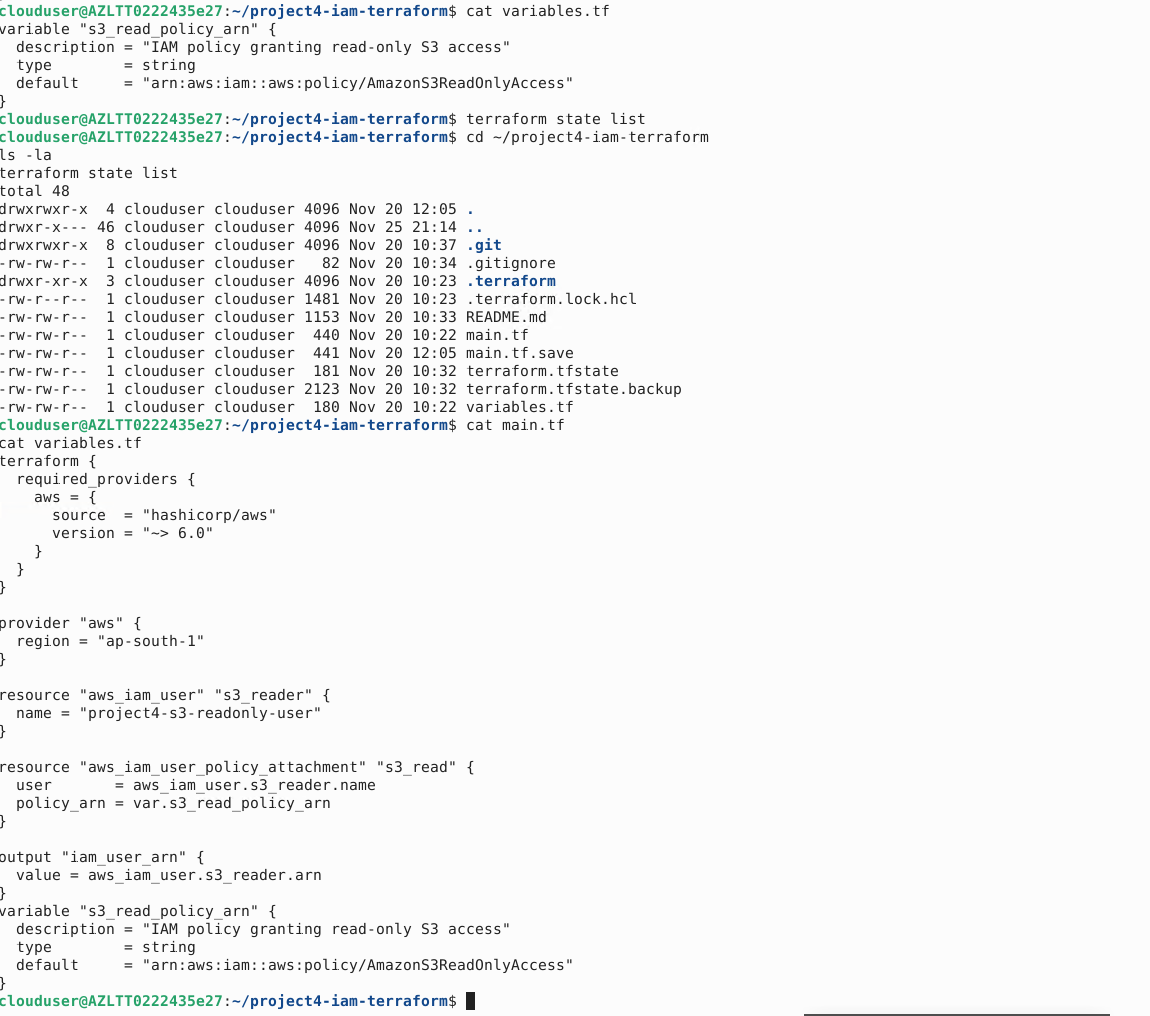 clouduser@AZLTT0222435e27:~/project4-iam-terraform$ cat variables.tf
variable "s3_read_policy_arn" {
  description = "IAM policy granting read-only S3 access"
  type        = string
  default     = "arn:aws:iam::aws:policy/AmazonS3ReadOnlyAccess"
}
clouduser@AZLTT0222435e27:~/project4-iam-terraform$ terraform state list
clouduser@AZLTT0222435e27:~/project4-iam-terraform$ cd ~/project4-iam-terraform
ls -la
terraform state list
total 48
drwxrwxr-x  4 clouduser clouduser 4096 Nov 20 12:05 .
drwxr-x--- 46 clouduser clouduser 4096 Nov 25 21:14 ..
drwxrwxr-x  8 clouduser clouduser 4096 Nov 20 10:37 .git
-rw-rw-r--  1 clouduser clouduser   82 Nov 20 10:34 .gitignore
drwxr-xr-x  3 clouduser clouduser 4096 Nov 20 10:23 .terraform
-rw-r--r--  1 clouduser clouduser 1481 Nov 20 10:23 .terraform.lock.hcl
-rw-rw-r--  1 clouduser clouduser 1153 Nov 20 10:33 README.md
-rw-rw-r--  1 clouduser clouduser  440 Nov 20 10:22 main.tf
-rw-rw-r--  1 clouduser clouduser  441 Nov 20 12:05 main.tf.save
-rw-rw-r--  1 clouduser clouduser  181 Nov 20 10:32 terraform.tfstate
-rw-rw-r--  1 clouduser clouduser 2123 Nov 20 10:32 terraform.tfstate.backup
-rw-rw-r--  1 clouduser clouduser  180 Nov 20 10:22 variables.tf
clouduser@AZLTT0222435e27:~/project4-iam-terraform$ cat main.tf
cat variables.tf
terraform {
  required_providers {
    aws = {
      source  = "hashicorp/aws"
      version = "~> 6.0"
    }
  }
}

provider "aws" {
  region = "ap-south-1"
}

resource "aws_iam_user" "s3_reader" {
  name = "project4-s3-readonly-user"
}

resource "aws_iam_user_policy_attachment" "s3_read" {
  user       = aws_iam_user.s3_reader.name
  policy_arn = var.s3_read_policy_arn
}

output "iam_user_arn" {
  value = aws_iam_user.s3_reader.arn
}
variable "s3_read_policy_arn" {
  description = "IAM policy granting read-only S3 access"
  type        = string
  default     = "arn:aws:iam::aws:policy/AmazonS3ReadOnlyAccess"
}
clouduser@AZLTT0222435e27:~/project4-iam-terraform$